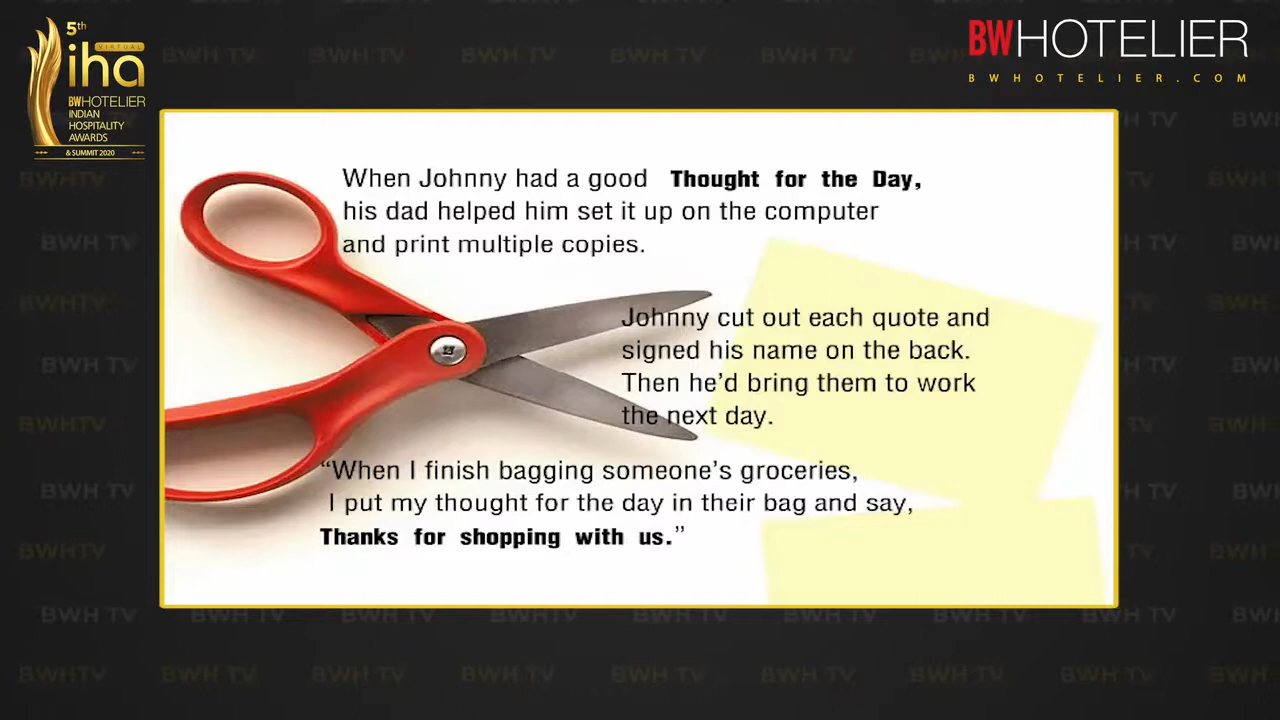 5th
VIRTUAL
iha
BWHOTELIER
INDIAN
HOSPITALITY
AWARDS
& SUMMIT 2020
BWHOTELIER
BWHOTELIER.COM
When Johnny had a good Thought for the Day,
his dad helped him set it up on the computer
and print multiple copies.
Johnny cut out each quote and
signed his name on the back.
Then he’d bring them to work
the next day.
“When I finish bagging someone’s groceries,
I put my thought for the day in their bag and say,
Thanks for shopping with us.”